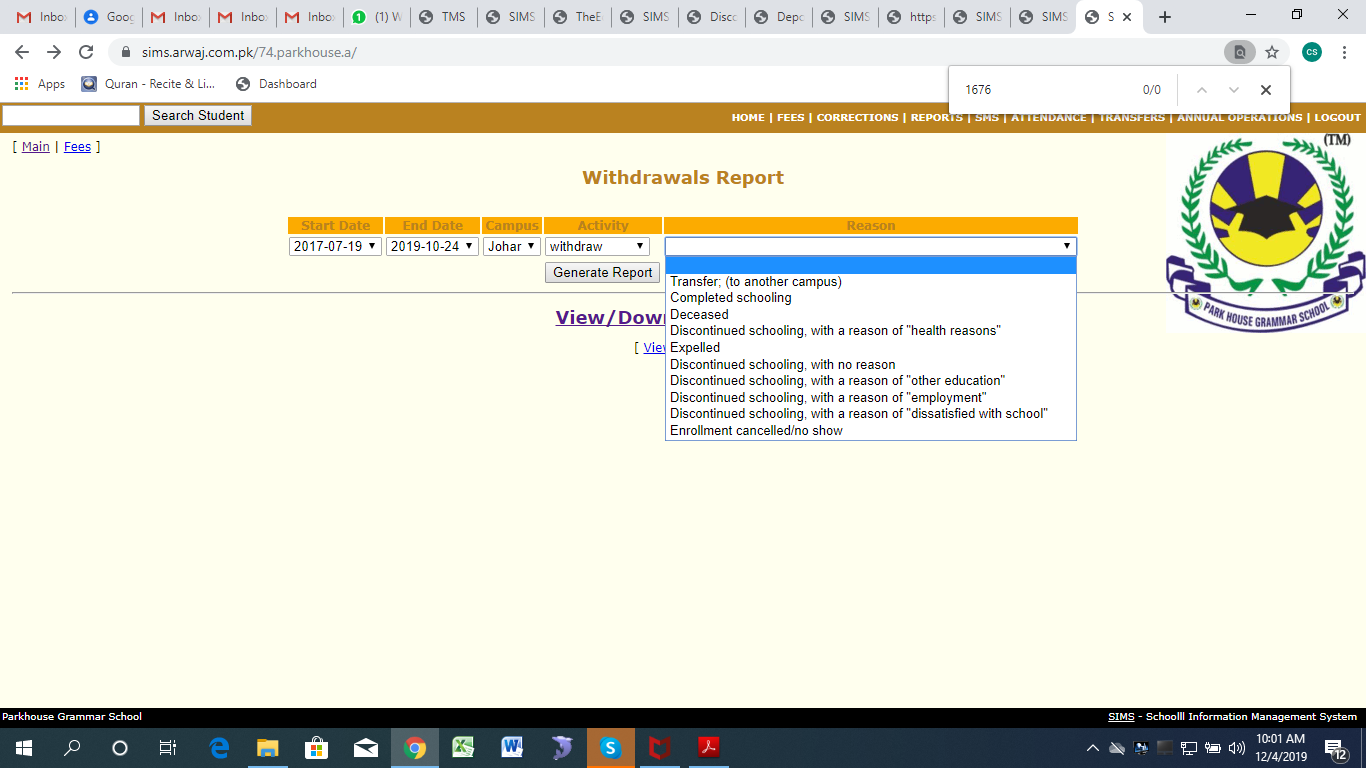 Inbo
Goog
Inbo
Inbo
Inbo
(1) W
TMS
SIMS
TheE
SIMS
Disco
Depo
SIMS
https
SIMS
SIMS
S
sims.arwaj.com.pk/74.parkhouse.a/
CS
Apps
Quran - Recite & Li...
Dashboard
1676
0/0
Search Student
HOME | FEES | CORRECTIONS | REPORTS | SMS | ATTENDANCE | TRANSFERS | ANNUAL OPERATIONS | LOGOUT
[ Main | Fees ]
(TM)
Withdrawals Report
Start Date End Date Campus Activity Reason
2017-07-19 2019-10-24 Johar withdraw
Generate Report
Transfer; (to another campus)
Completed schooling
Deceased
Discontinued schooling, with a reason of "health reasons"
Expelled
Discontinued schooling, with no reason
Discontinued schooling, with a reason of "other education"
Discontinued schooling, with a reason of "employment"
Discontinued schooling, with a reason of "dissatisfied with school"
Enrollment cancelled/no show
View/Down
[ View
PARK HOUSE GRAMMAR SCHOOL
Parkhouse Grammar School
SIMS - Schoolll Information Management System
10:01 AM
12/4/2019
12